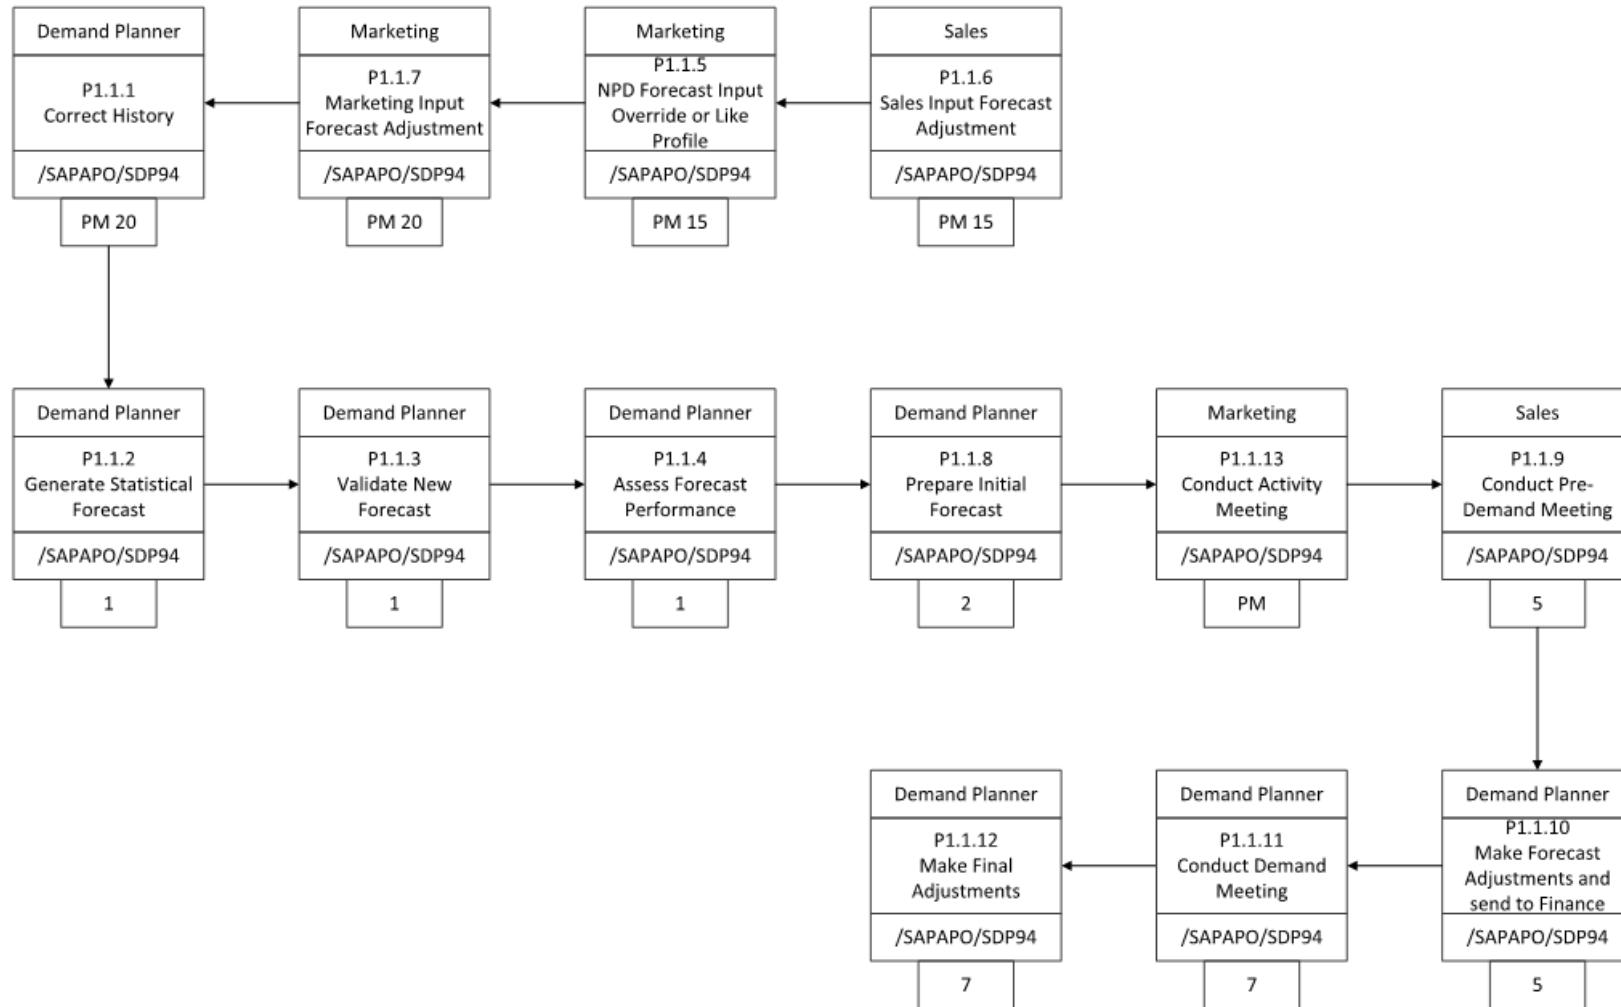 Demand Planner
P1.1.1
Correct History
/SAPAPO/SDP94
PM 20
Marketing
P1.1.7
Marketing Input
Forecast Adjustment
/SAPAPO/SDP94
PM 20
Marketing
P1.1.5
NPD Forecast Input
Override or Like
Profile
/SAPAPO/SDP94
PM 15
Sales
P1.1.6
Sales Input Forecast
Adjustment
/SAPAPO/SDP94
PM 15
Demand Planner
P1.1.2
Generate Statistical
Forecast
/SAPAPO/SDP94
1
Demand Planner
P1.1.3
Validate New
Forecast
/SAPAPO/SDP94
1
Demand Planner
P1.1.4
Assess Forecast
Performance
/SAPAPO/SDP94
1
Demand Planner
P1.1.8
Prepare Initial
Forecast
/SAPAPO/SDP94
2
Marketing
P1.1.13
Conduct Activity
Meeting
/SAPAPO/SDP94
PM
Sales
P1.1.9
Conduct Pre-
Demand Meeting
/SAPAPO/SDP94
5
Demand Planner
P1.1.12
Make Final
Adjustments
/SAPAPO/SDP94
7
Demand Planner
P1.1.11
Conduct Demand
Meeting
/SAPAPO/SDP94
7
Demand Planner
P1.1.10
Make Forecast
Adjustments and
send to Finance
/SAPAPO/SDP94
5